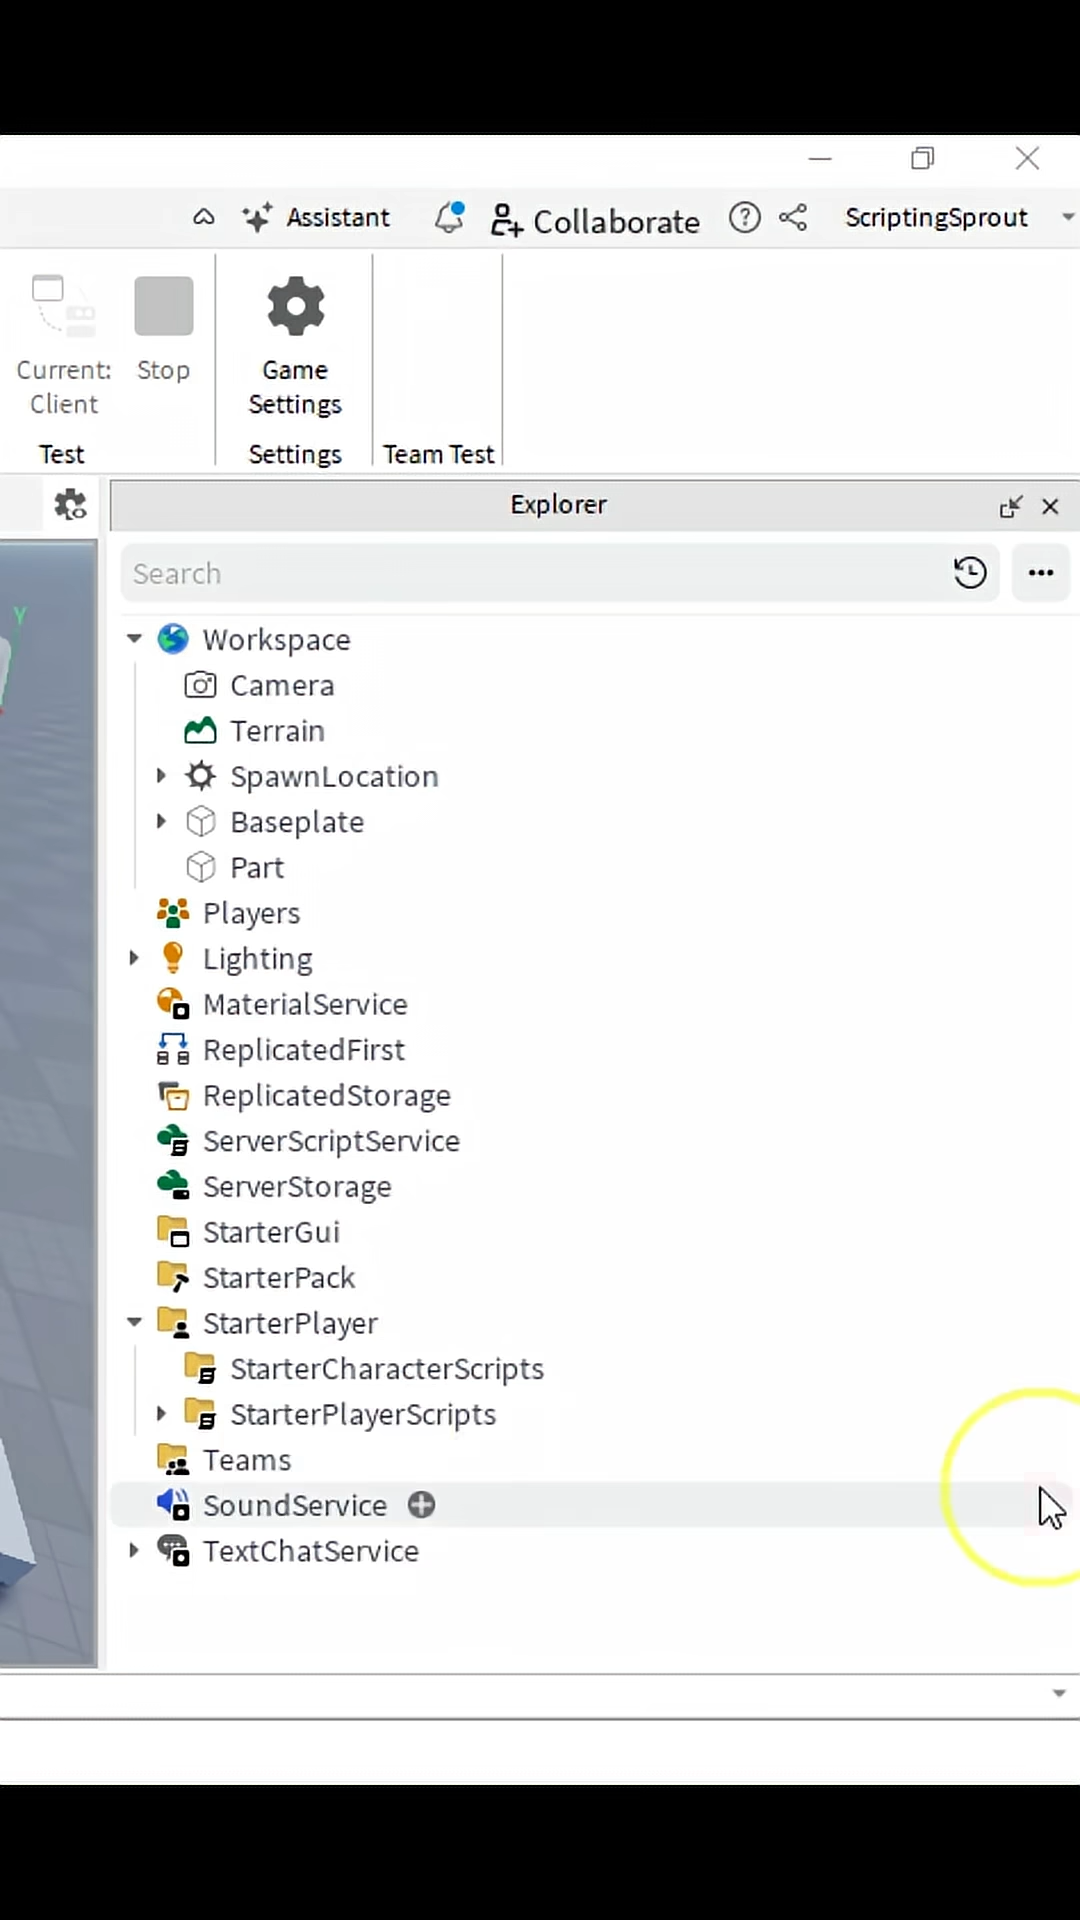 Assistant Collaborate ScriptingSprout
Current: Client Stop Game Settings
Test Settings Team Test
Explorer
Search
Y
Workspace
Camera
Terrain
SpawnLocation
Baseplate
Part
Players
Lighting
MaterialService
ReplicatedFirst
ReplicatedStorage
ServerScriptService
ServerStorage
StarterGui
StarterPack
StarterPlayer
StarterCharacterScripts
StarterPlayerScripts
Teams
SoundService
TextChatService